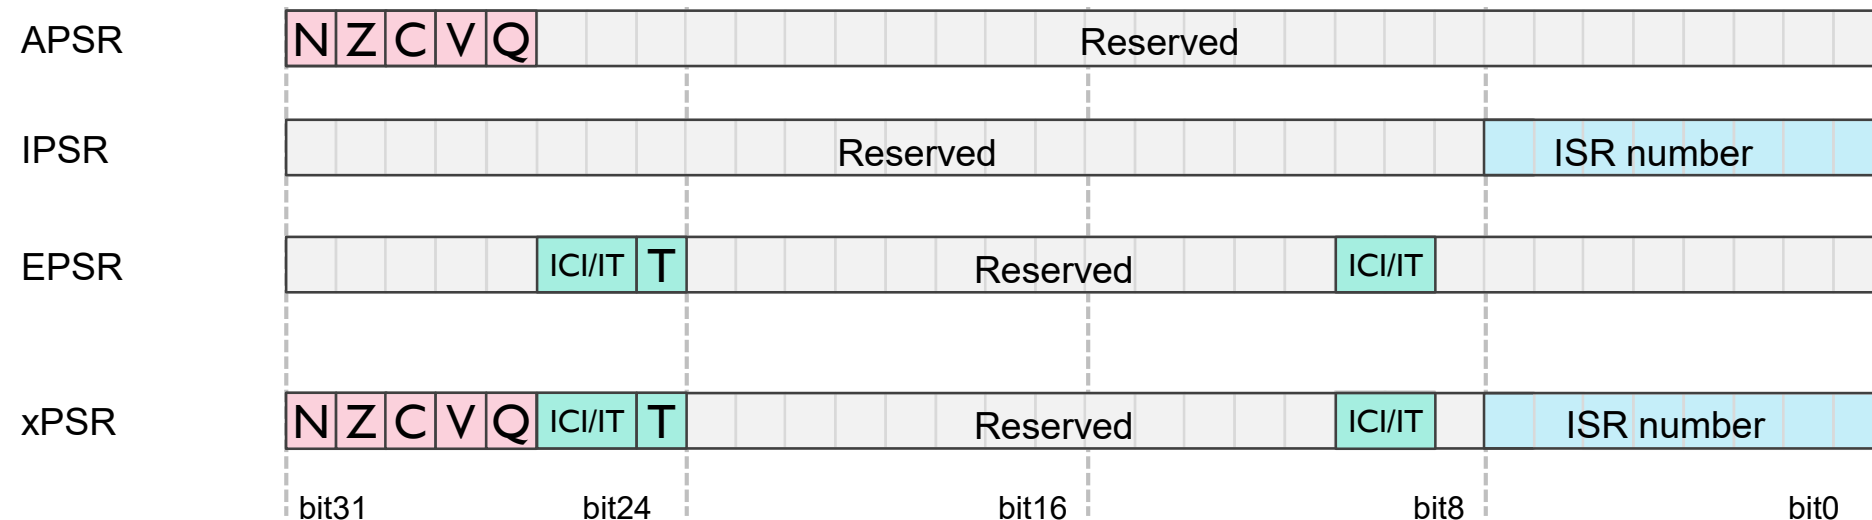 APSR N Z C V Q Reserved
IPSR Reserved ISR number
EPSR ICI/IT T Reserved ICI/IT
xPSR N Z C V Q ICI/IT T Reserved ICI/IT ISR number
bit31 bit24 bit16 bit8 bit0